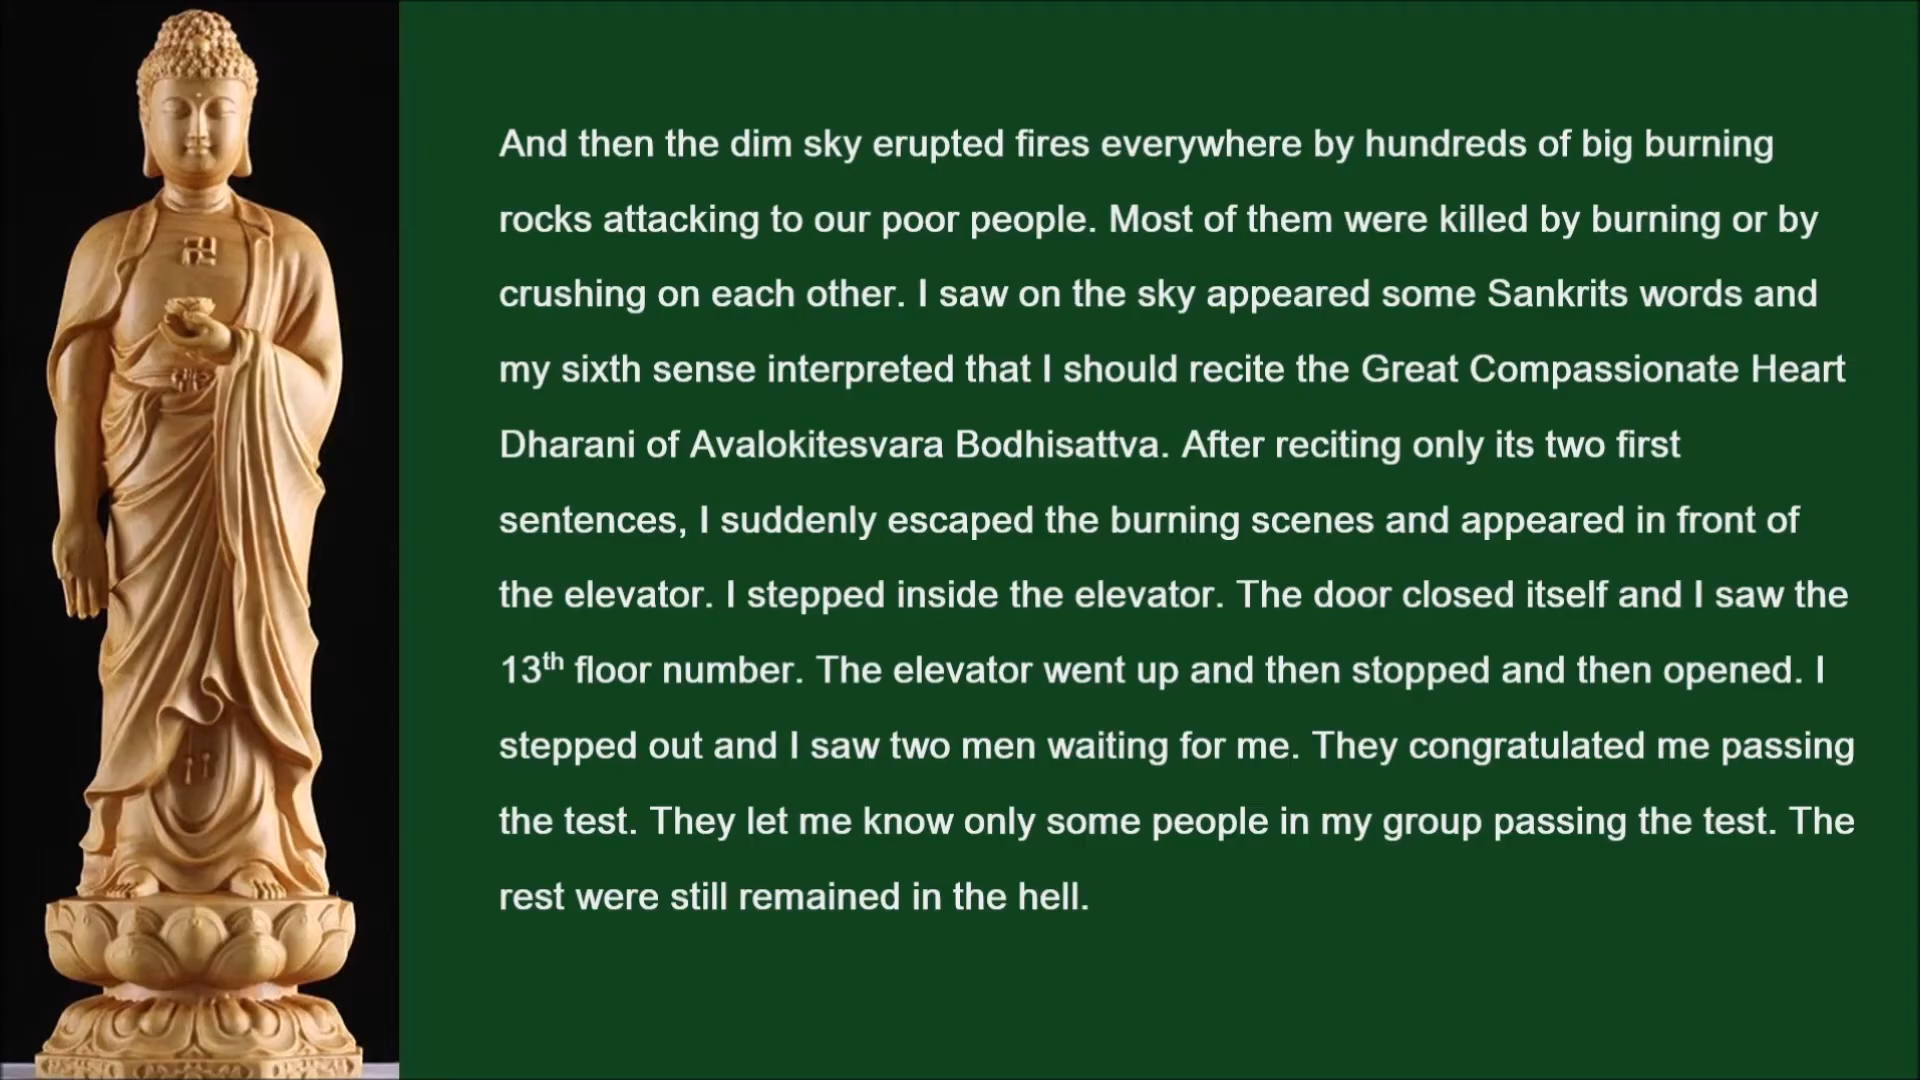 And then the dim sky erupted fires everywhere by hundreds of big burning
rocks attacking to our poor people. Most of them were killed by burning or by
crushing on each other. I saw on the sky appeared some Sankrits words and
my sixth sense interpreted that I should recite the Great Compassionate Heart
Dharani of Avalokitesvara Bodhisattva. After reciting only its two first
sentences, I suddenly escaped the burning scenes and appeared in front of
the elevator. I stepped inside the elevator. The door closed itself and I saw the
13th floor number. The elevator went up and then stopped and then opened. I
stepped out and I saw two men waiting for me. They congratulated me passing
the test. They let me know only some people in my group passing the test. The
rest were still remained in the hell.